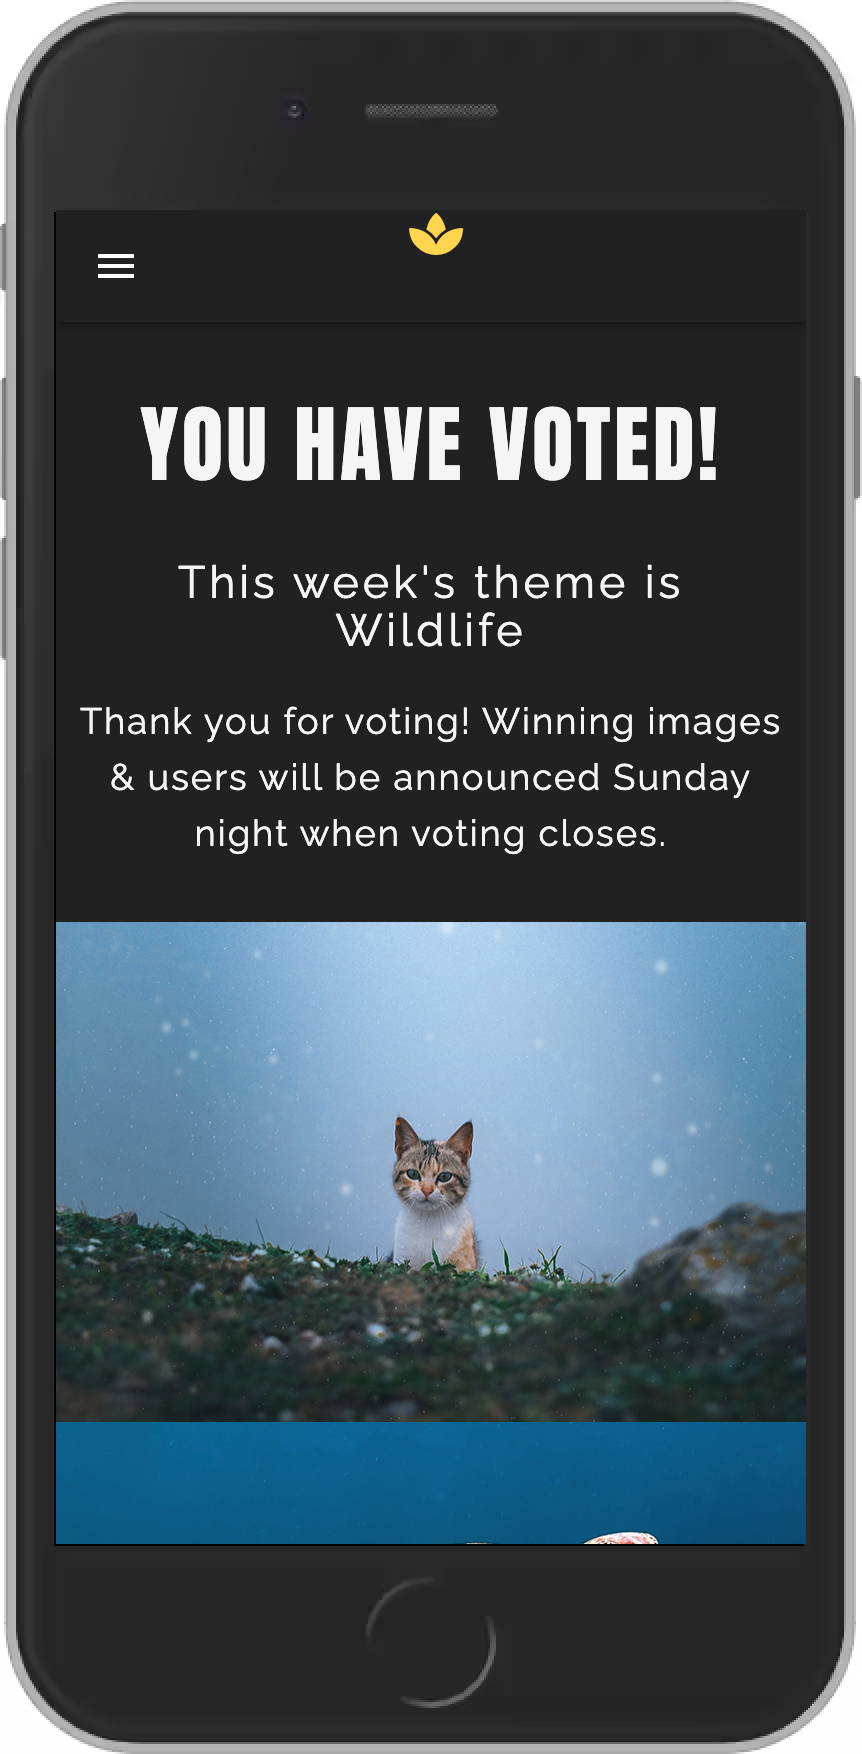 YOU HAVE VOTED!
This week's theme is
Wildlife
Thank you for voting! Winning images
& users will be announced Sunday
night when voting closes.